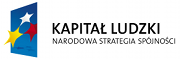 KAPITAŁ LUDZKI
NARODOWA STRATEGIA SPÓJNOŚCI